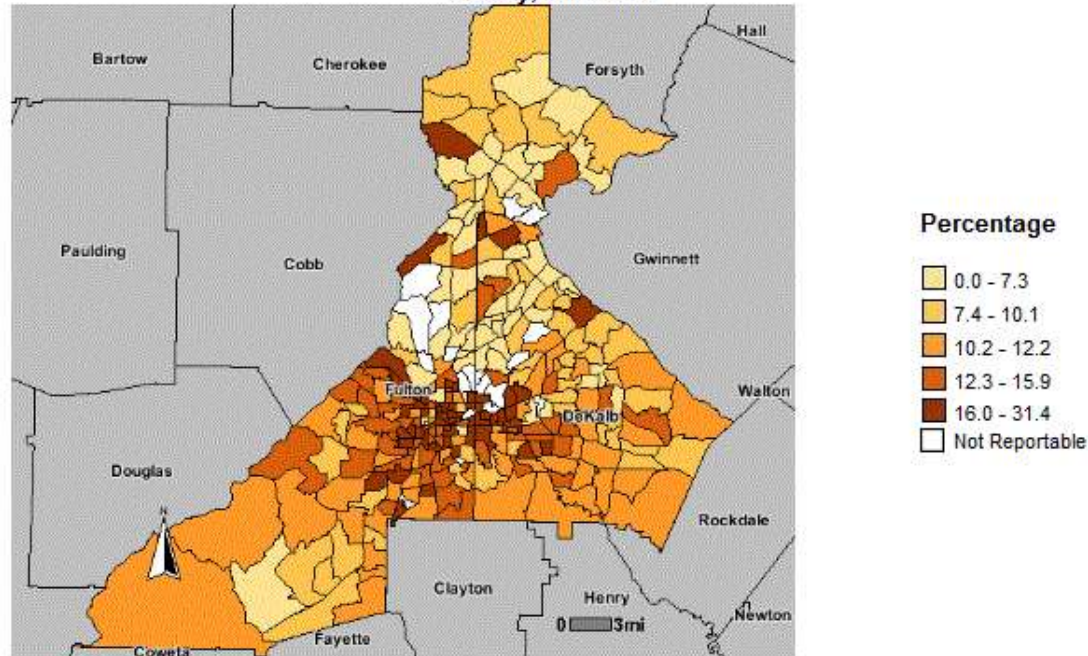 Hall
Bartow
Cherokee
Forsyth
Paulding
Cobb
Gwinnett
Fulton
DeKalb
Walton
Douglas
Rockdale
N
Clayton
Henry
0 3mi
Newton
Fayette
Coweta
Percentage
0.0 - 7.3
7.4 - 10.1
10.2 - 12.2
12.3 - 15.9
16.0 - 31.4
Not Reportable